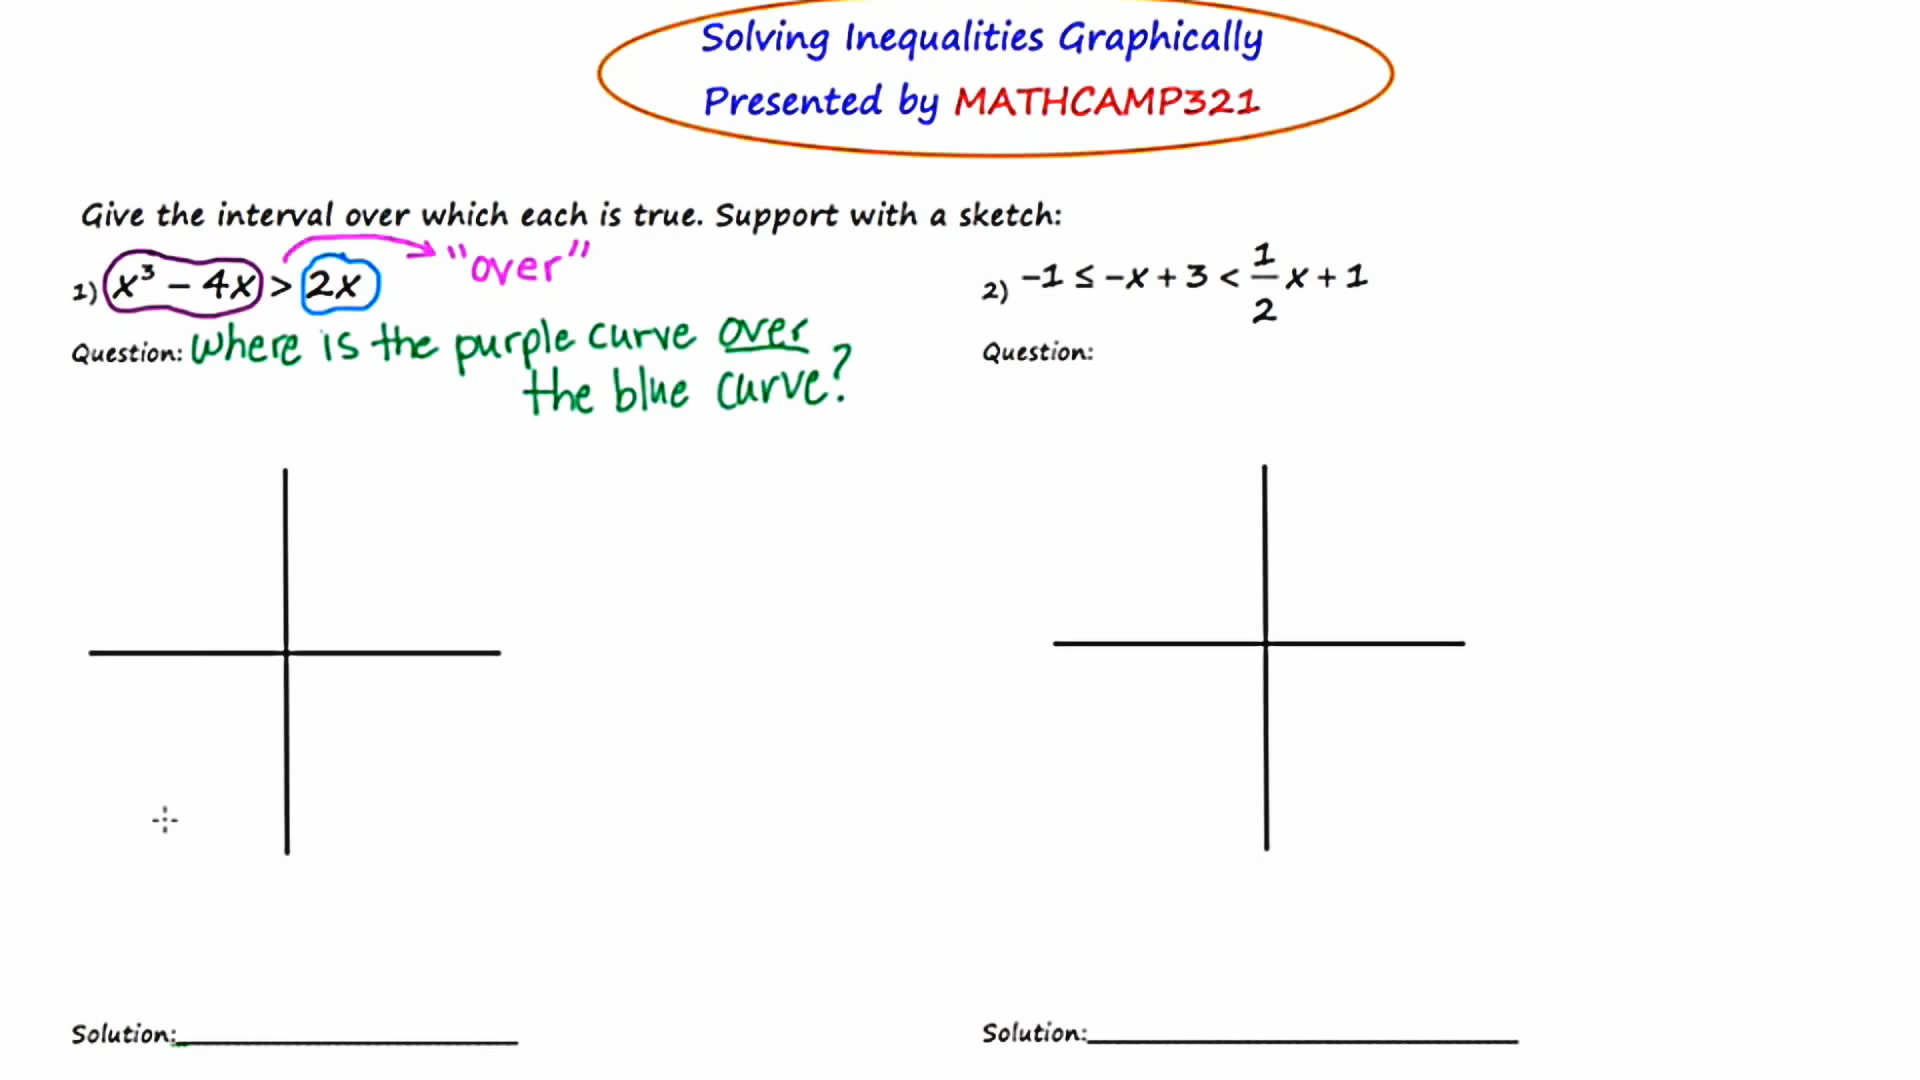 Solving Inequalities Graphically
Presented by MATHCAMP321
Give the interval over which each is true. Support with a sketch:
1) x³ − 4x > 2x "over"
Question: Where is the purple curve over
the blue curve?
2) −1 ≤ −x + 3 < 1/2 x + 1
Question:
Solution:
Solution: